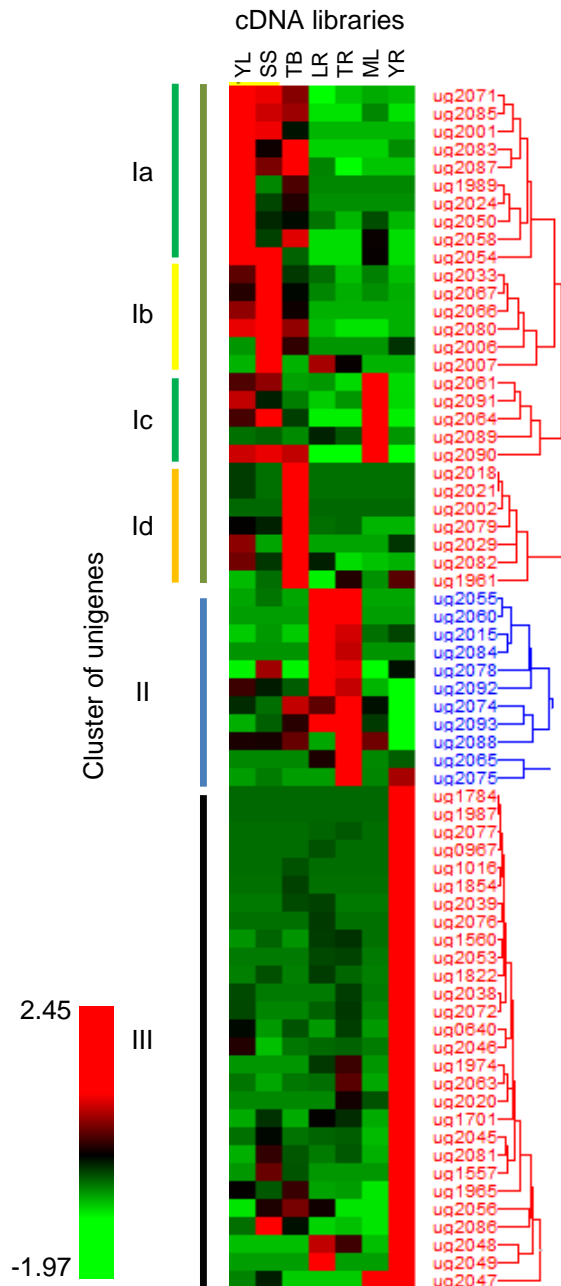 cDNA libraries
YL SS TB LR TR ML YR
Cluster of unigenes
Ia
Ib
Ic
Id
II
III
2.45
-1.97
ug2071
ug2085
ug2001
ug2083
ug2087
ug1989
ug2024
ug2050
ug2058
ug2054
ug2033
ug2067
ug2066
ug2080
ug2006
ug2007
ug2061
ug2091
ug2064
ug2089
ug2090
ug2018
ug2021
ug2002
ug2079
ug2029
ug2082
ug1961
ug2055
ug2060
ug2015
ug2084
ug2078
ug2092
ug2074
ug2093
ug2088
ug2065
ug2075
ug1784
ug1987
ug2077
ug0967
ug1016
ug1854
ug2039
ug2076
ug1560
ug2053
ug1822
ug2038
ug2072
ug0640
ug2046
ug1974
ug2063
ug2020
ug1701
ug2045
ug2081
ug1557
ug1965
ug2056
ug2086
ug2048
ug2049
ug2047